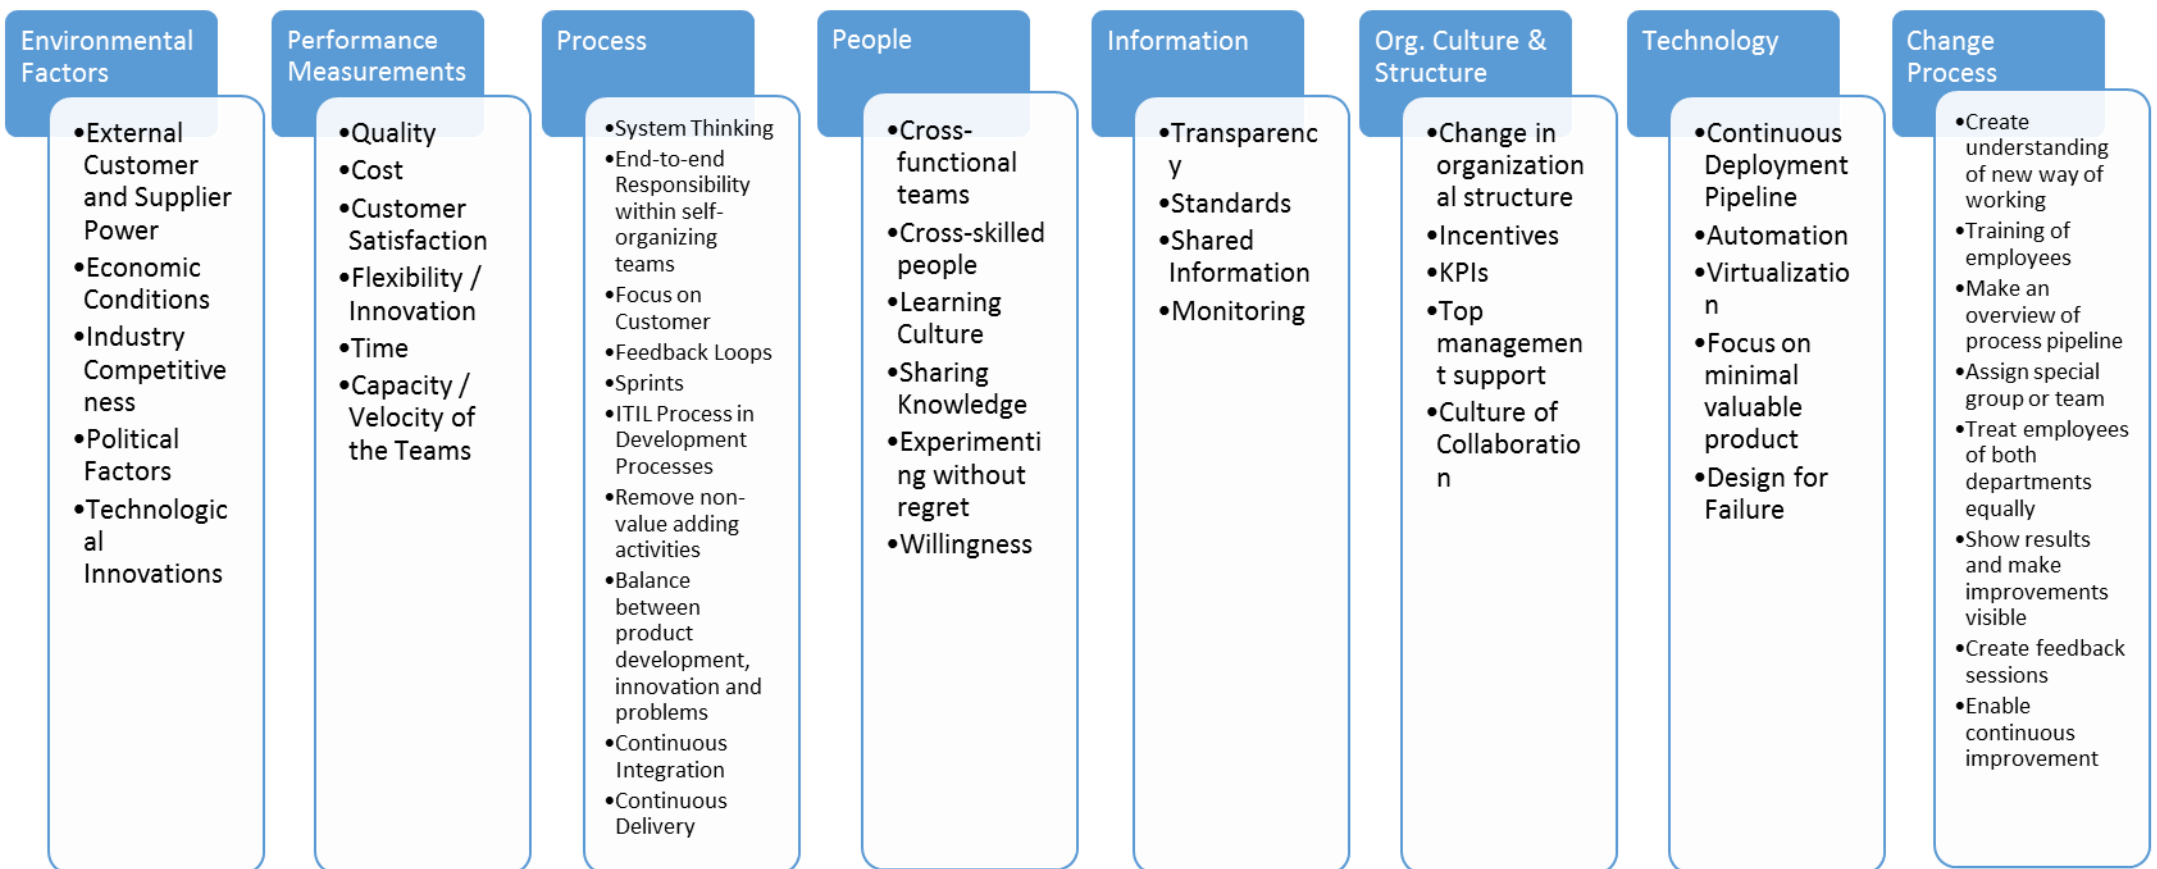 Environmental
Factors
•External
Customer
and Supplier
Power
•Economic
Conditions
•Industry
Competitive
ness
•Political
Factors
•Technologic
al
Innovations
Performance
Measurements
•Quality
•Cost
•Customer
Satisfaction
•Flexibility /
Innovation
•Time
•Capacity /
Velocity of
the Teams
Process
•System Thinking
•End-to-end
Responsibility
within self-
organizing
teams
•Focus on
Customer
•Feedback Loops
•Sprints
•ITIL Process in
Development
Processes
•Remove non-
value adding
activities
•Balance
between
product
development,
innovation and
problems
•Continuous
Integration
•Continuous
Delivery
People
•Cross-
functional
teams
•Cross-skilled
people
•Learning
Culture
•Sharing
Knowledge
•Experimenti
ng without
regret
•Willingness
Information
•Transparenc
y
•Standards
•Shared
Information
•Monitoring
Org. Culture &
Structure
•Change in
organization
al structure
•Incentives
•KPIs
•Top
managemen
t support
•Culture of
Collaboratio
n
Technology
•Continuous
Deployment
Pipeline
•Automation
•Virtualizatio
n
•Focus on
minimal
valuable
product
•Design for
Failure
Change
Process
•Create
understanding
of new way of
working
•Training of
employees
•Make an
overview of
process pipeline
•Assign special
group or team
•Treat employees
of both
departments
equally
•Show results
and make
improvements
visible
•Create feedback
sessions
•Enable
continuous
improvement